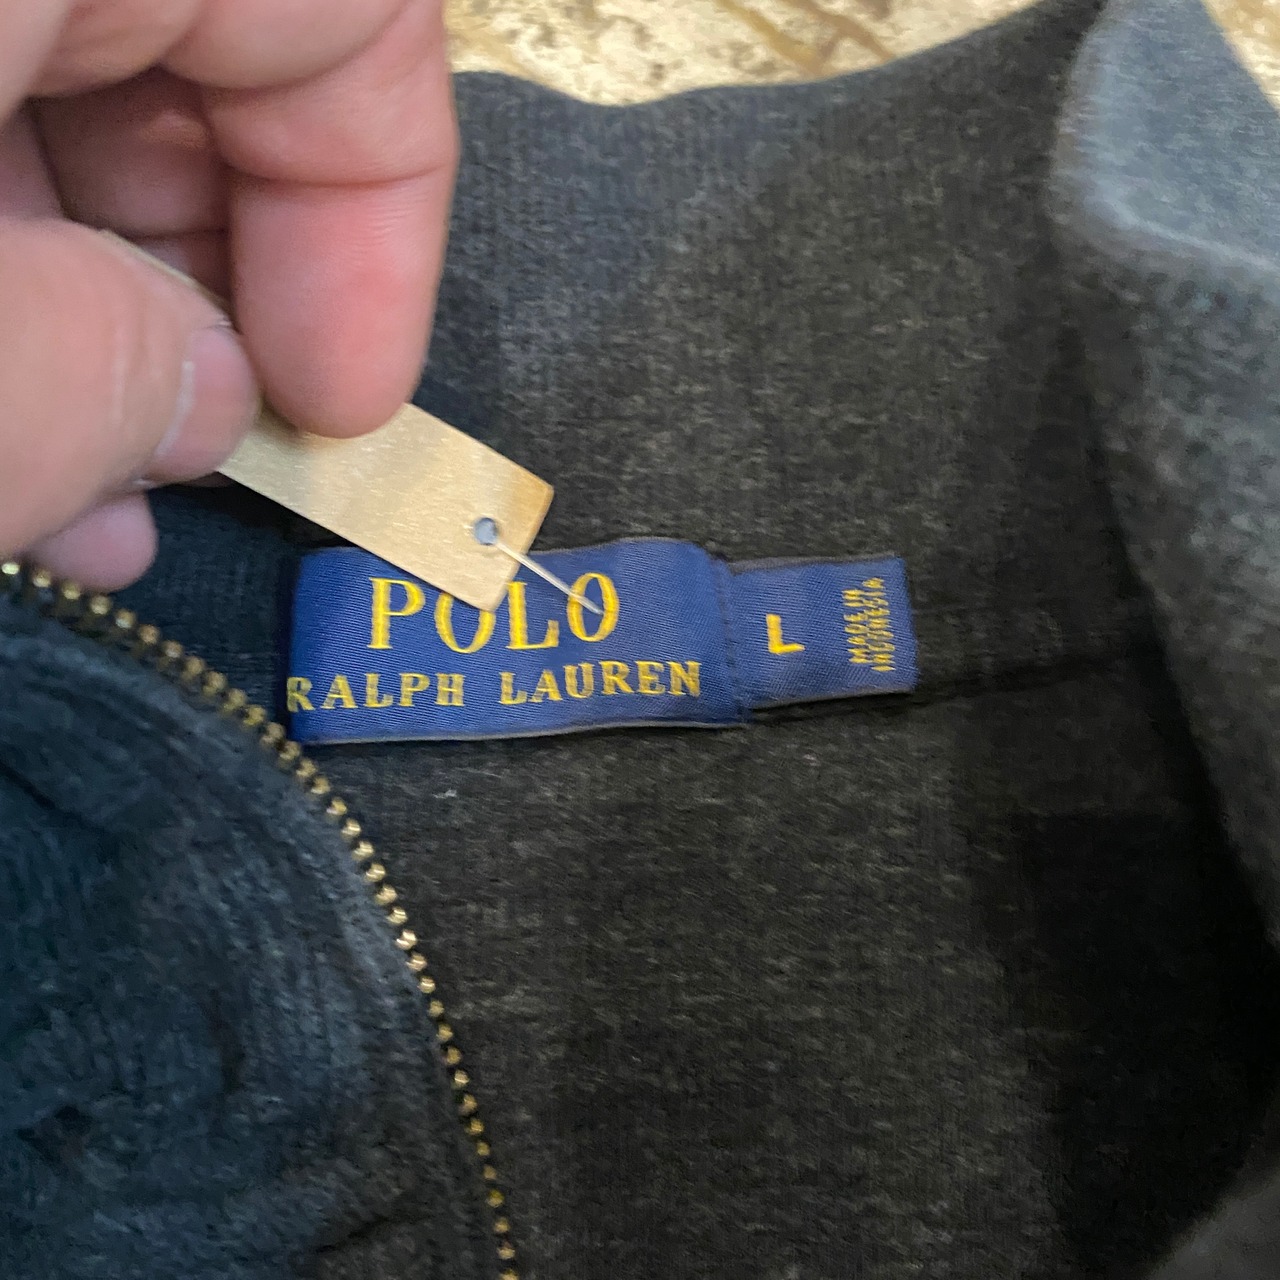 POLO
RALPH LAUREN
L
MADE IN
INDONESIA